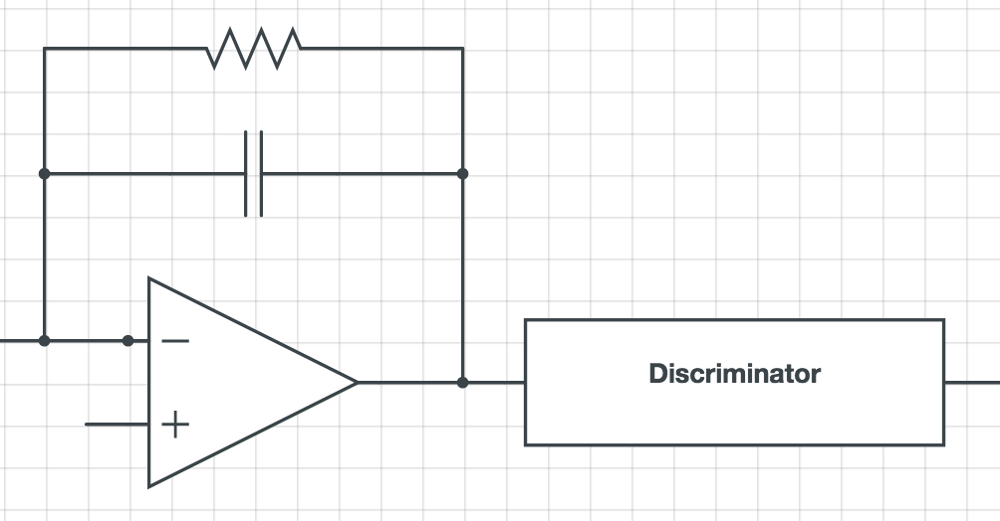 −
+
Discriminator